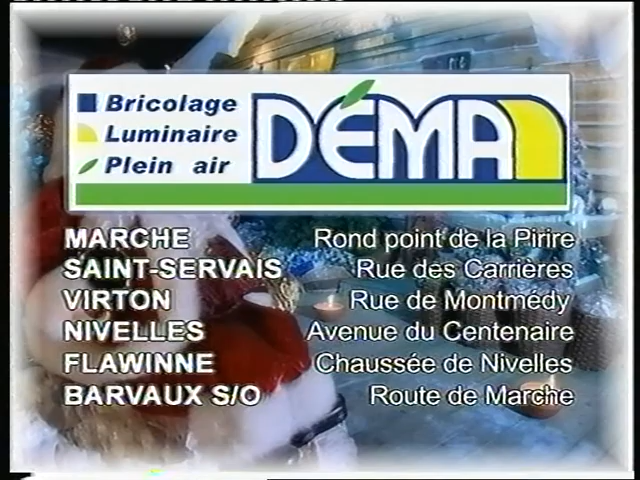 Bricolage
Luminaire
Plein air
DÉMA
MARCHE Rond point de la Pirire
SAINT-SERVAIS Rue des Carrières
VIRTON Rue de Montmédy
NIVELLES Avenue du Centenaire
FLAWINNE Chaussée de Nivelles
BARVAUX S/O Route de Marche